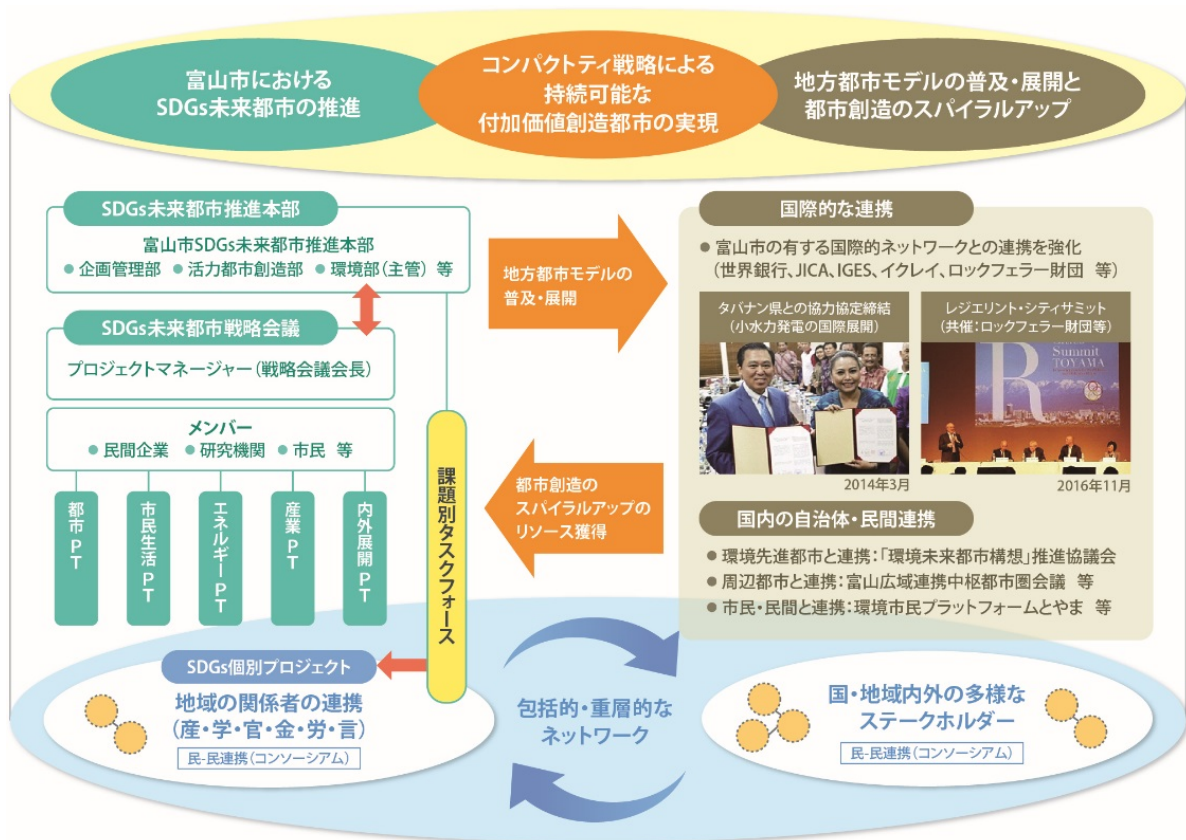 富山市における
SDGs未来都市の推進
コンパクトティ戦略による
持続可能な
付加価値創造都市の実現
地方都市モデルの普及・展開と
都市創造のスパイラルアップ
SDGs未来都市推進本部
富山市SDGs未来都市推進本部
● 企画管理部 ● 活力都市創造部 ● 環境部(主管) 等
SDGs未来都市戦略会議
プロジェクトマネージャー(戦略会議会長)
メンバー
● 民間企業 ● 研究機関 ● 市民 等
都市PT
市民生活PT
エネルギーPT
産業PT
内外展開PT
課題別タスクフォース
地方都市モデルの
普及・展開
都市創造の
スパイラルアップの
リソース獲得
国際的な連携
● 富山市の有する国際的ネットワークとの連携を強化
(世界銀行、JICA、IGES、イクレイ、ロックフェラー財団 等)
タバナン県との協力協定締結
(小水力発電の国際展開)
2014年3月
レジエリント・シティサミット
(共催:ロックフェラー財団等)
R
Summit
TOYAMA
2016年11月
国内の自治体・民間連携
● 環境先進都市と連携:「環境未来都市構想」推進協議会
● 周辺都市と連携:富山広域連携中枢都市圏会議 等
● 市民・民間と連携:環境市民プラットフォームとやま 等
SDGs個別プロジェクト
地域の関係者の連携
(産・学・官・金・労・言)
民-民連携(コンソーシアム)
包括的・重層的な
ネットワーク
国・地域内外の多様な
ステークホルダー
民-民連携(コンソーシアム)